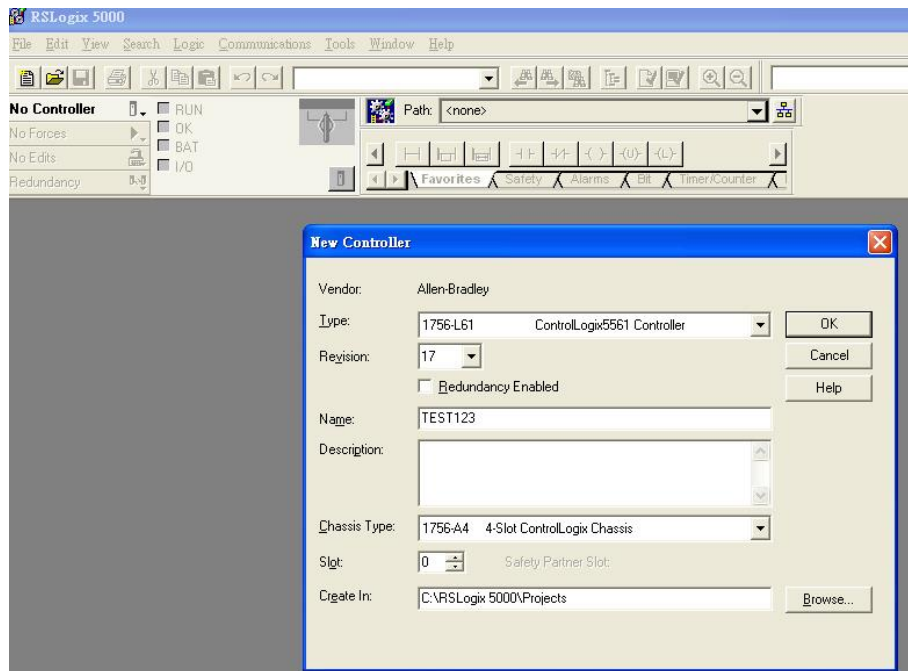 RSLogix 5000
File Edit View Search Logic Communications Tools Window Help
No Controller
RUN
No Forces
OK
No Edits
BAT
Redundancy
I/O
Path: <none>
Favorites Safety Alarms Bit Timer/Counter
New Controller
Vendor: Allen-Bradley
Type: 1756-L61 ControlLogix5561 Controller
OK
Revision: 17
Cancel
Redundancy Enabled
Help
Name: TEST123
Description:
Chassis Type: 1756-A4 4-Slot ControlLogix Chassis
Slot: 0 Safety Partner Slot:
Create In: C:\RSLogix 5000\Projects
Browse...